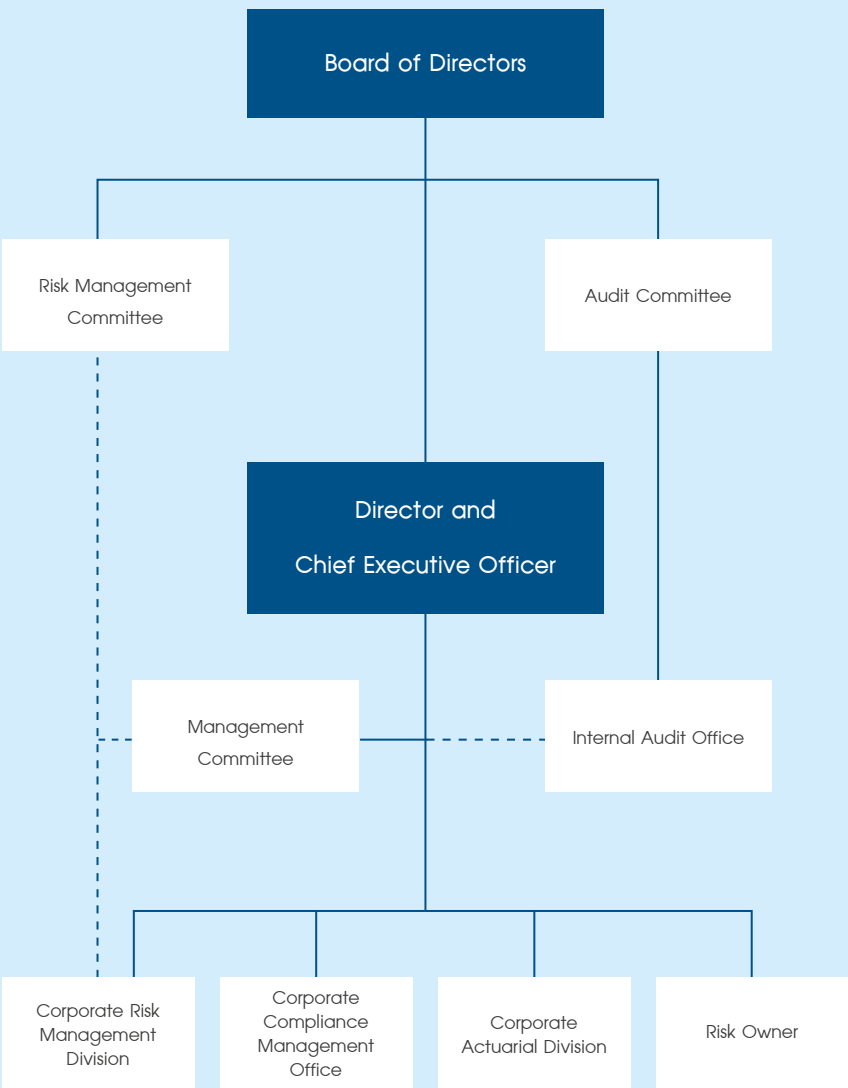 Board of Directors
Risk Management
Committee
Audit Committee
Director and
Chief Executive Officer
Management
Committee
Internal Audit Office
Corporate Risk
Management
Division
Corporate
Compliance
Management
Office
Corporate
Actuarial Division
Risk Owner